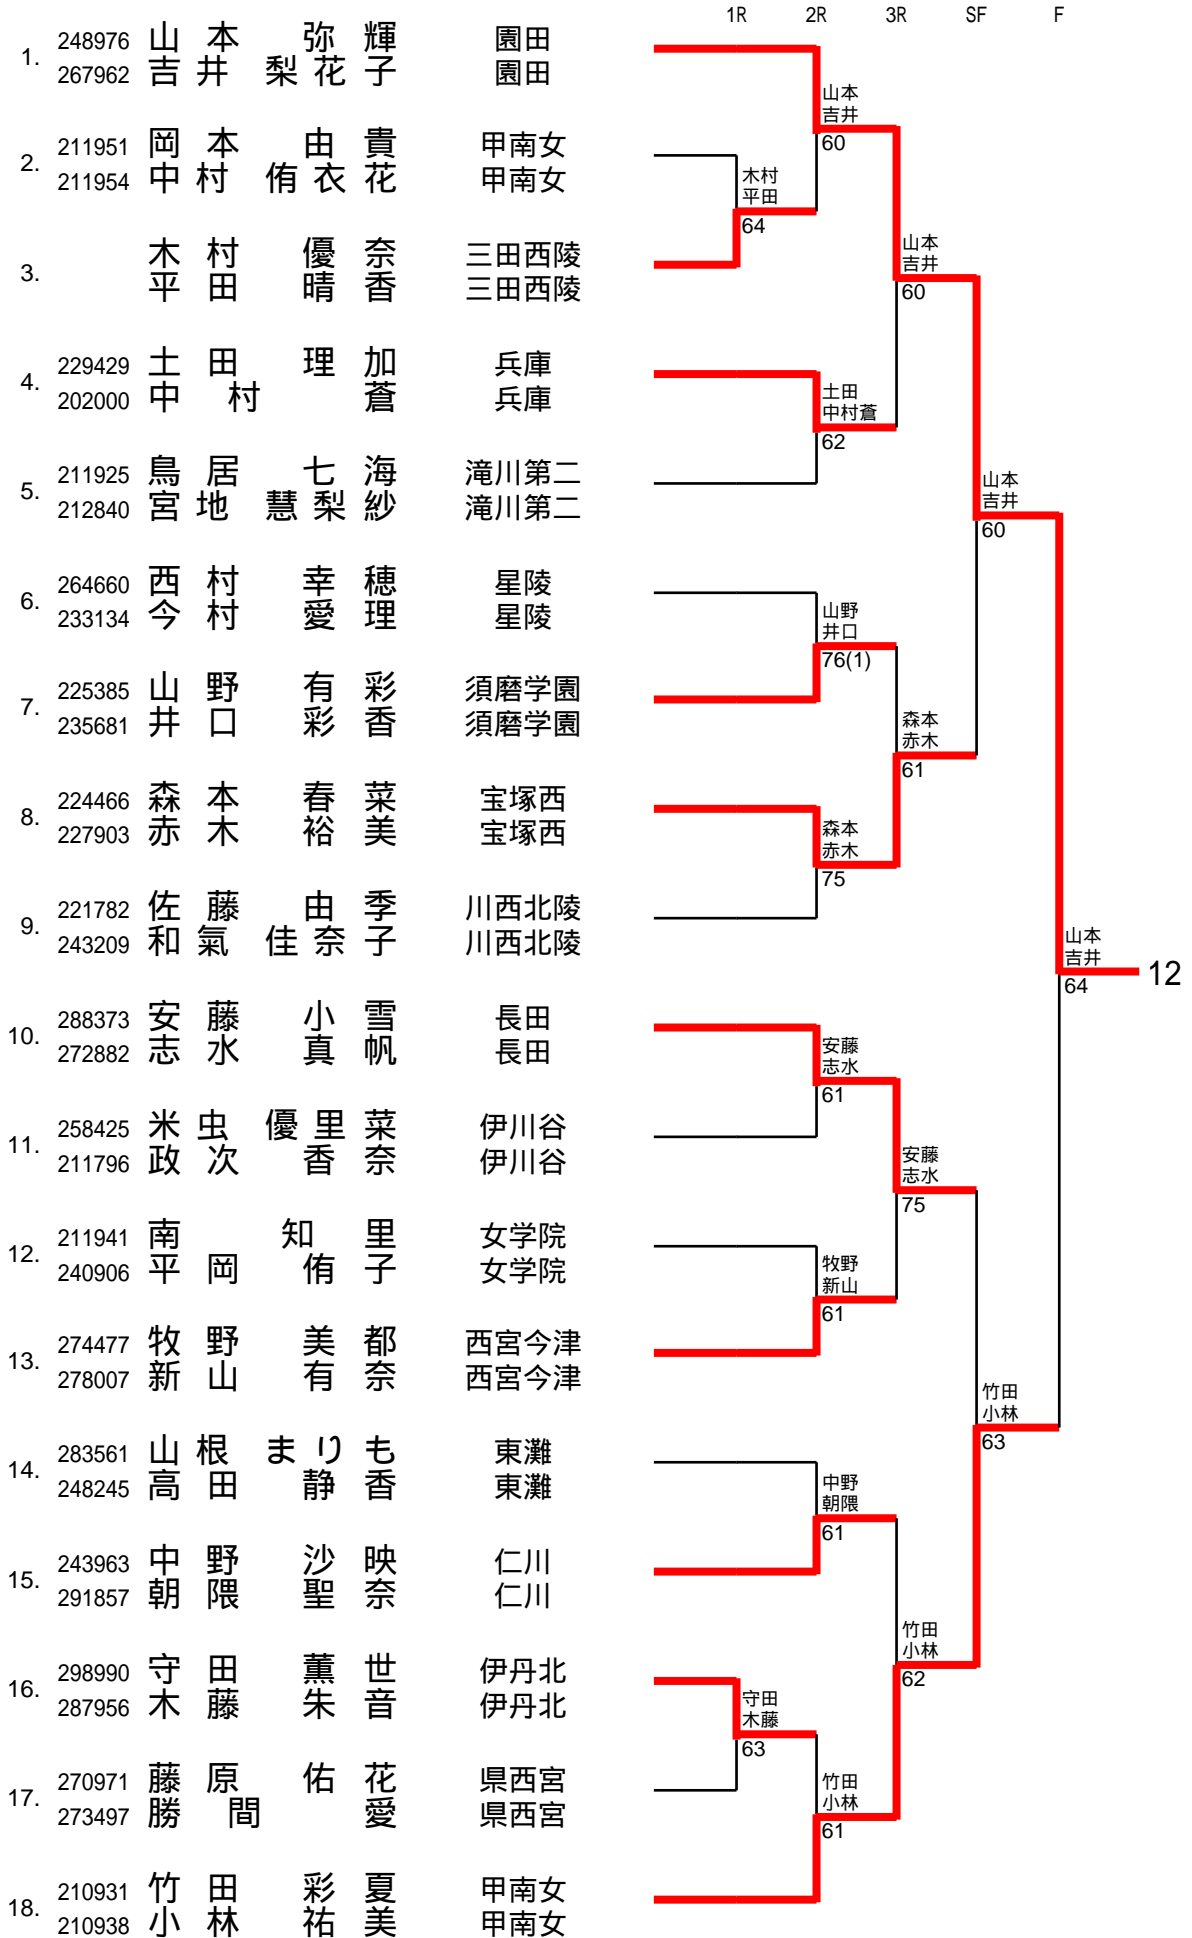 1R 2R 3R SF F
1. 248976 山本 弥輝 園田
267962 吉井 梨花子 園田
2. 211951 岡本 由貴 甲南女
211954 中村 侑衣花 甲南女
3. 木村 優奈 三田西陵
平田 晴香 三田西陵
4. 229429 土田 理加 兵庫
202000 中村 蒼 兵庫
5. 211925 鳥居 七海 滝川第二
212840 宮地 慧梨紗 滝川第二
6. 264660 西村 幸穂 星陵
233134 今村 愛理 星陵
7. 225385 山野 有彩 須磨学園
235681 井口 彩香 須磨学園
8. 224466 森本 春菜 宝塚西
227903 赤木 裕美 宝塚西
9. 221782 佐藤 由季 川西北陵
243209 和氣 佳奈子 川西北陵
10. 288373 安藤 小雪 長田
272882 志水 真帆 長田
11. 258425 米虫 優里菜 伊川谷
211796 政次 香奈 伊川谷
12. 211941 南 知里 女学院
240906 平岡 侑子 女学院
13. 274477 牧野 美都 西宮今津
278007 新山 有奈 西宮今津
14. 283561 山根 まりも 東灘
248245 高田 静香 東灘
15. 243963 中野 沙映 仁川
291857 朝隈 聖奈 仁川
16. 298990 守田 薫世 伊丹北
287956 木藤 朱音 伊丹北
17. 270971 藤原 佑花 県西宮
273497 勝間 愛 県西宮
18. 210931 竹田 彩夏 甲南女
210938 小林 祐美 甲南女
木村
平田
64
守田
木藤
63
山本
吉井
60
土田
中村蒼
62
山野
井口
76(1)
森本
赤木
75
安藤
志水
61
牧野
新山
61
中野
朝隈
61
竹田
小林
61
山本
吉井
60
森本
赤木
61
安藤
志水
75
竹田
小林
62
山本
吉井
60
竹田
小林
63
山本
吉井
64
12